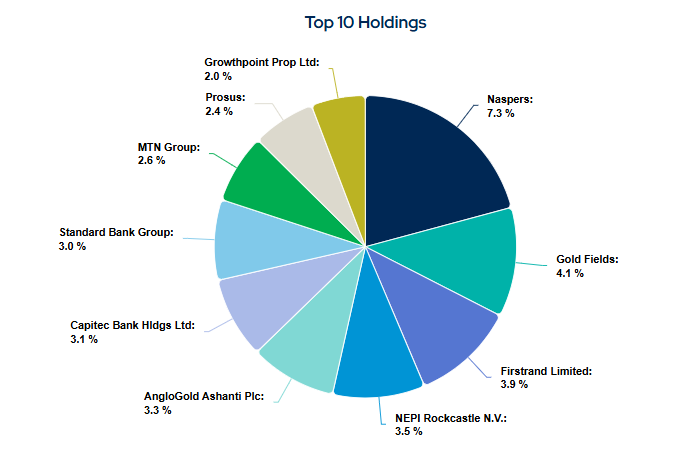 Top 10 Holdings
Naspers:
7.3 %
Gold Fields:
4.1 %
Firstrand Limited:
3.9 %
NEPI Rockcastle N.V.:
3.5 %
AngloGold Ashanti Plc:
3.3 %
Capitec Bank Hldgs Ltd:
3.1 %
Standard Bank Group:
3.0 %
MTN Group:
2.6 %
Prosus:
2.4 %
Growthpoint Prop Ltd:
2.0 %